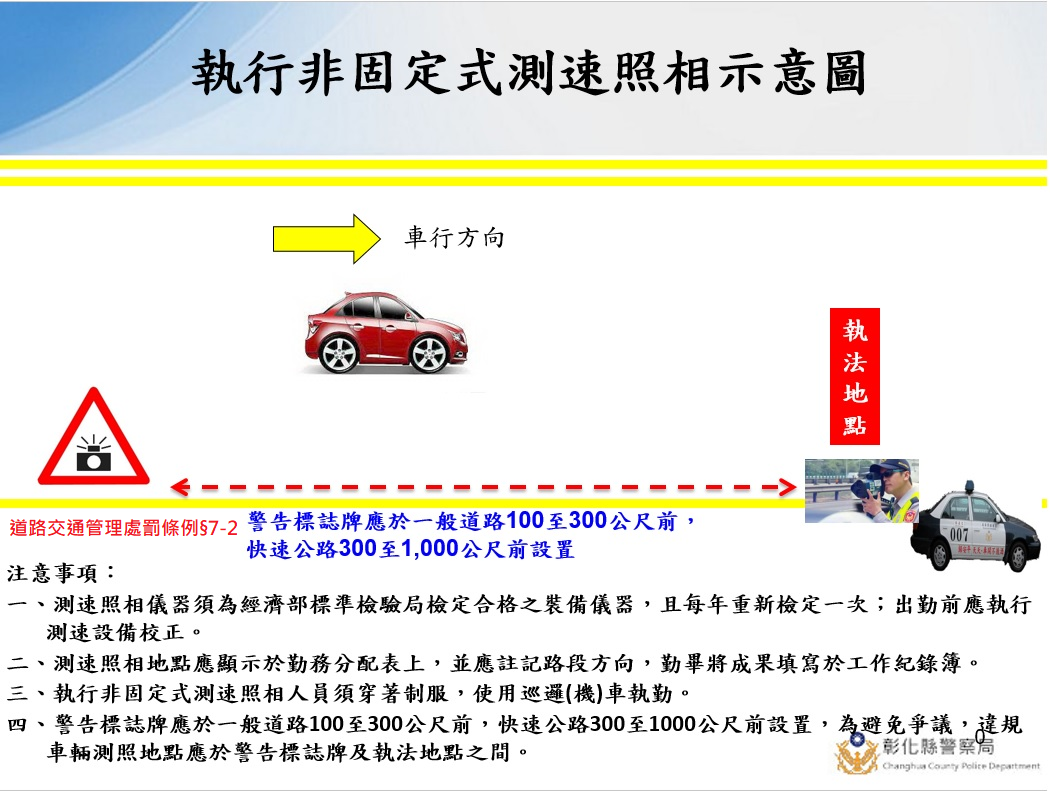 執行非固定式測速照相示意圖
車行方向
執法地點
道路交通管理處罰條例§7-2
警告標誌牌應於一般道路100至300公尺前，
快速公路300至1,000公尺前設置
007
注意事項：
一、測速照相儀器須為經濟部標準檢驗局檢定合格之裝備儀器，且每年重新檢定一次；出勤前應執行
測速設備校正。
二、測速照相地點應顯示於勤務分配表上，並應註記路段方向，勤畢將成果填寫於工作紀錄簿。
三、執行非固定式測速照相人員須穿著制服，使用巡邏(機)車執勤。
四、警告標誌牌應於一般道路100至300公尺前，快速公路300至1000公尺前設置，為避免爭議，違規
車輛測照地點應於警告標誌牌及執法地點之間。
0
彰化縣警察局
Changhua County Police Department